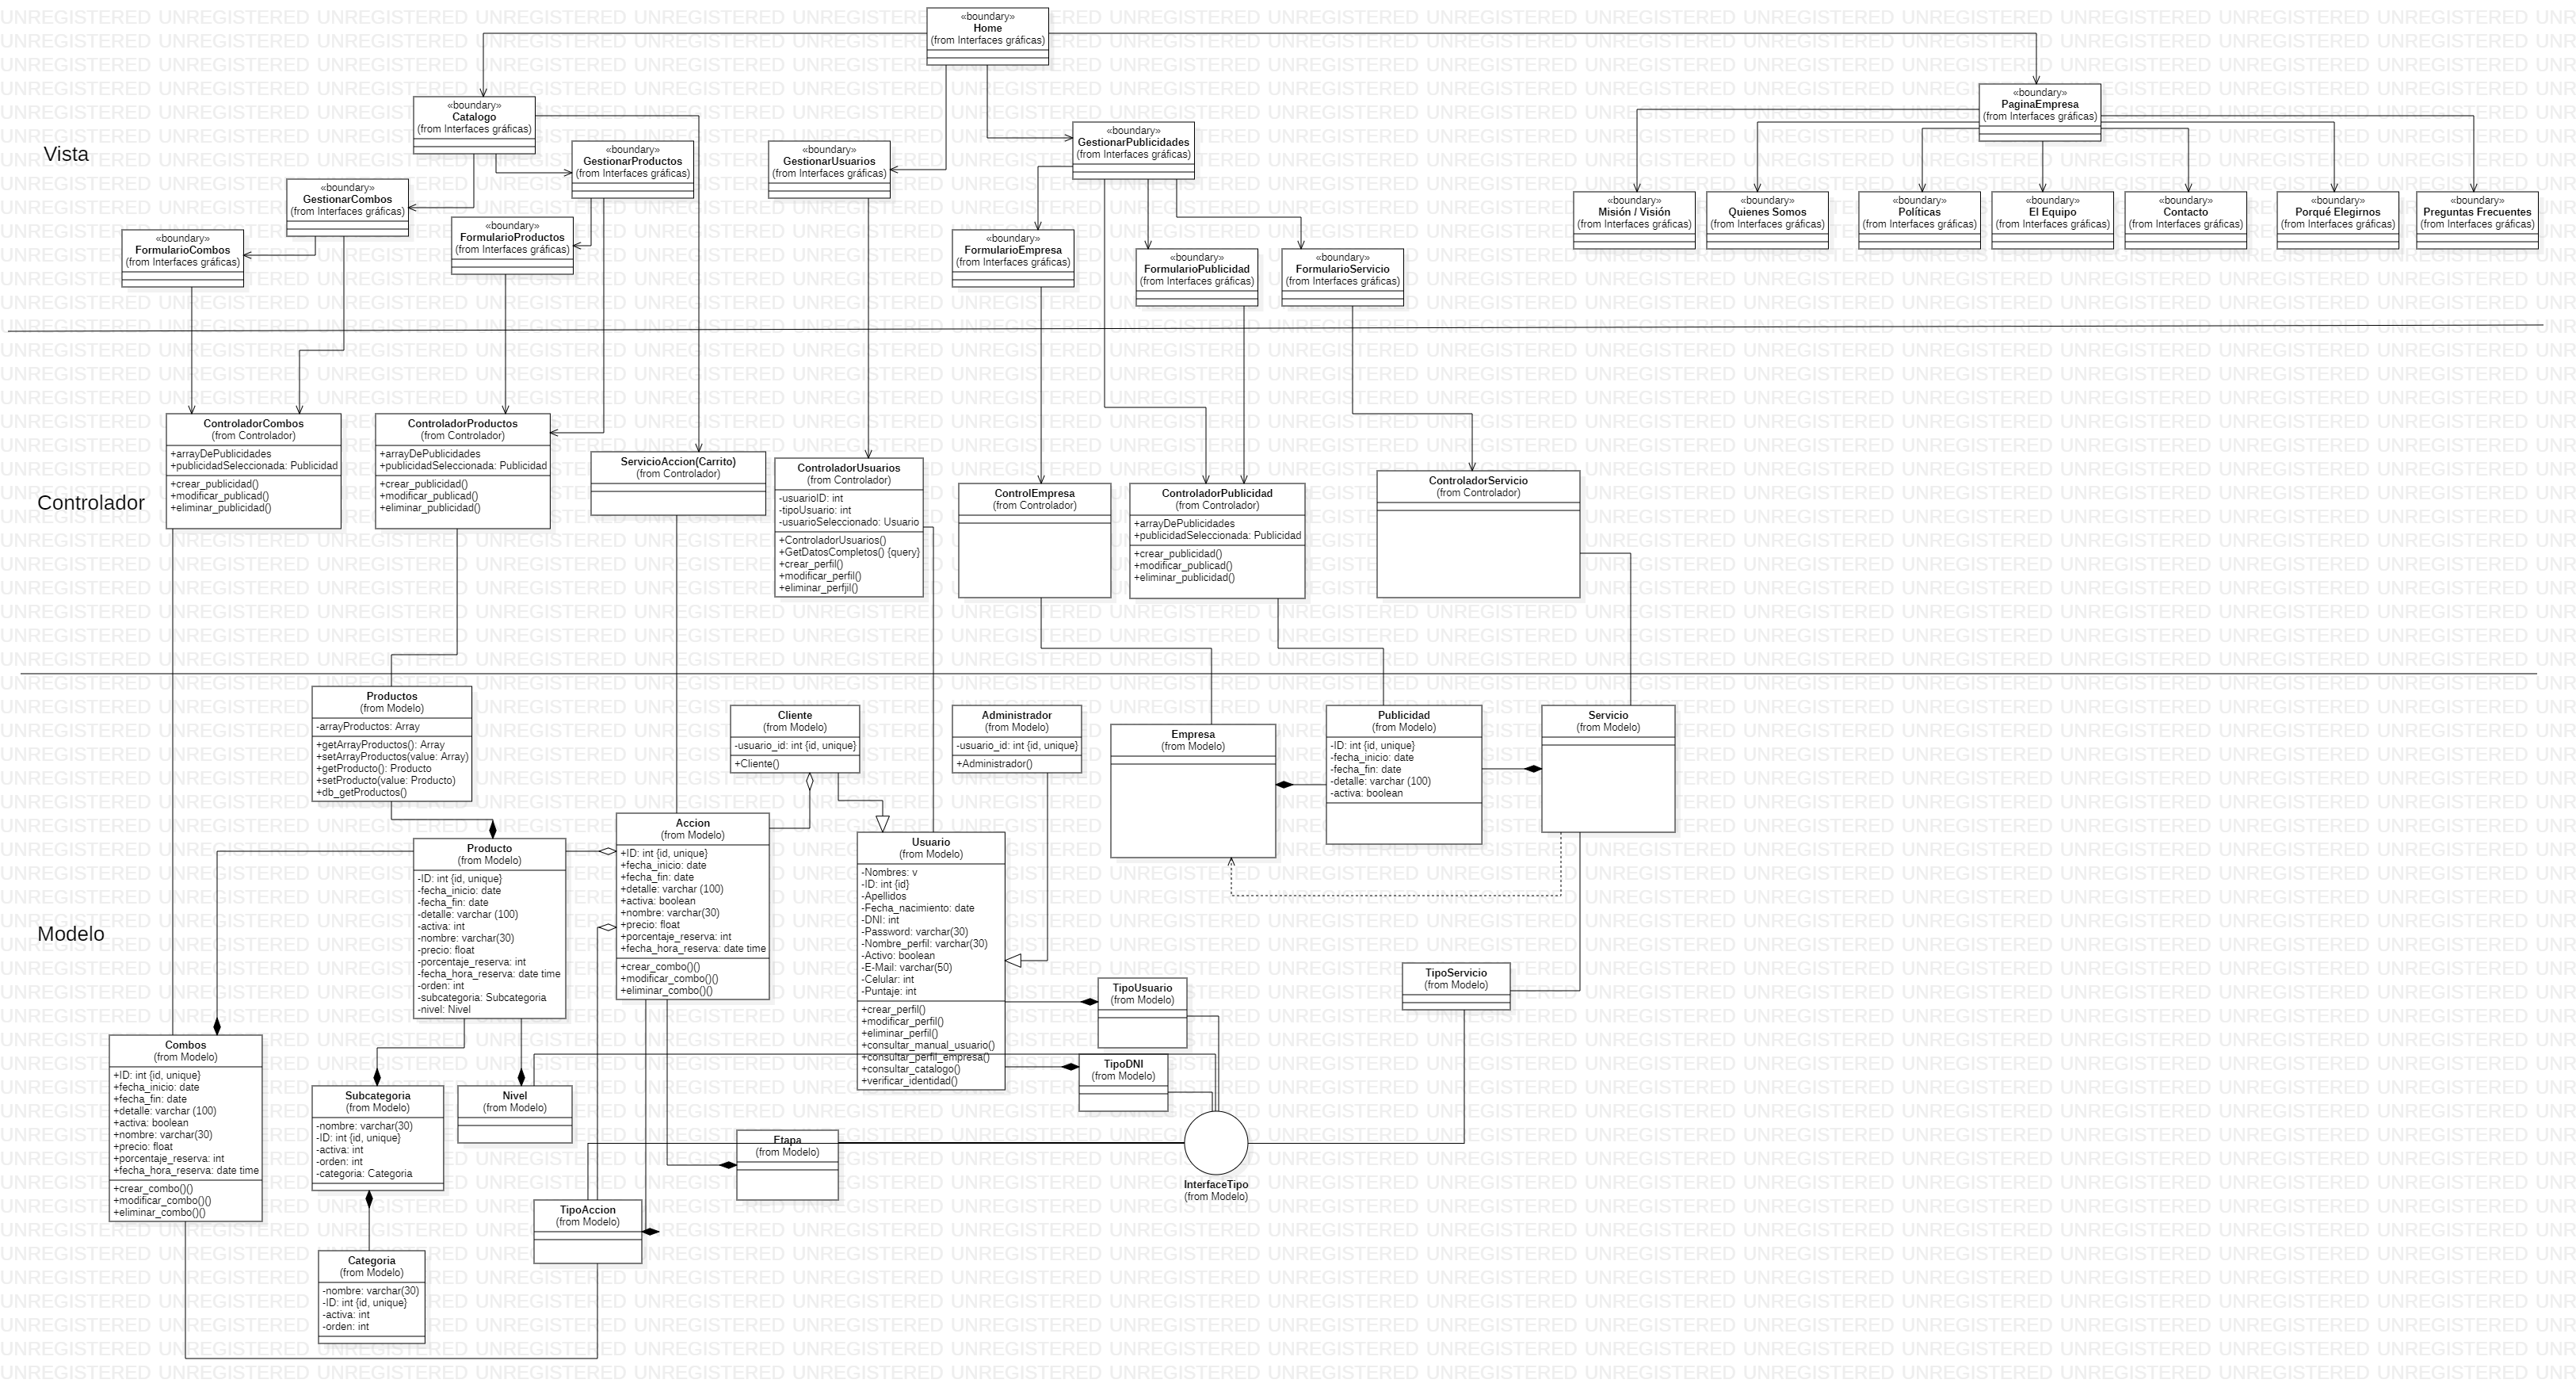 «boundary»
Home
(from Interfaces gráficas)
«boundary»
PaginaEmpresa
(from Interfaces gráficas)
«boundary»
Catalogo
(from Interfaces gráficas)
«boundary»
GestionarPublicidades
(from Interfaces gráficas)
Vista
«boundary»
GestionarProductos
(from Interfaces gráficas)
«boundary»
GestionarUsuarios
(from Interfaces gráficas)
«boundary»
GestionarCombos
(from Interfaces gráficas)
«boundary»
Misión / Visión
(from Interfaces gráficas)
«boundary»
Quienes Somos
(from Interfaces gráficas)
«boundary»
Políticas
(from Interfaces gráficas)
«boundary»
El Equipo
(from Interfaces gráficas)
«boundary»
Contacto
(from Interfaces gráficas)
«boundary»
Porqué Elegirnos
(from Interfaces gráficas)
«boundary»
Preguntas Frecuentes
(from Interfaces gráficas)
«boundary»
FormularioCombos
(from Interfaces gráficas)
«boundary»
FormularioProductos
(from Interfaces gráficas)
«boundary»
FormularioEmpresa
(from Interfaces gráficas)
«boundary»
FormularioPublicidad
(from Interfaces gráficas)
«boundary»
FormularioServicio
(from Interfaces gráficas)
Controlador
ControladorCombos
(from Controlador)
+arrayDePublicidades
+publicidadSeleccionada: Publicidad
+crear_publicidad()
+modificar_publicad()
+eliminar_publicidad()
ControladorProductos
(from Controlador)
+arrayDePublicidades
+publicidadSeleccionada: Publicidad
+crear_publicidad()
+modificar_publicad()
+eliminar_publicidad()
ServicioAccion(Carrito)
(from Controlador)
ControladorUsuarios
(from Controlador)
-usuarioID: int
-tipoUsuario: int
-usuarioSeleccionado: Usuario
+ControladorUsuarios()
+GetDatosCompletos() {query}
+crear_perfil()
+modificar_perfil()
+eliminar_perfjil()
ControlEmpresa
(from Controlador)
ControladorPublicidad
(from Controlador)
+arrayDePublicidades
+publicidadSeleccionada: Publicidad
+crear_publicidad()
+modificar_publicad()
+eliminar_publicidad()
ControladorServicio
(from Controlador)
Modelo
Productos
(from Modelo)
-arrayProductos: Array
+getArrayProductos(): Array
+setArrayProductos(value: Array)
+getProducto(): Producto
+setProducto(value: Producto)
+db_getProductos()
Cliente
(from Modelo)
-usuario_id: int {id, unique}
+Cliente()
Administrador
(from Modelo)
-usuario_id: int {id, unique}
+Administrador()
Empresa
(from Modelo)
Publicidad
(from Modelo)
-ID: int {id, unique}
-fecha_inicio: date
-fecha_fin: date
-detalle: varchar (100)
-activa: boolean
Servicio
(from Modelo)
Producto
(from Modelo)
-ID: int {id, unique}
-fecha_inicio: date
-fecha_fin: date
-detalle: varchar (100)
-activa: int
-nombre: varchar(30)
-precio: float
-porcentaje_reserva: int
-fecha_hora_reserva: date time
-orden: int
-subcategoria: Subcategoria
-nivel: Nivel
Accion
(from Modelo)
+ID: int {id, unique}
+fecha_inicio: date
+fecha_fin: date
+detalle: varchar (100)
+activa: boolean
+nombre: varchar(30)
+precio: float
+porcentaje_reserva: int
+fecha_hora_reserva: date time
+crear_combo()()
+modificar_combo()()
+eliminar_combo()()
Usuario
(from Modelo)
-Nombres: v
-ID: int {id}
-Apellidos
-Fecha_nacimiento: date
-DNI: int
-Password: varchar(30)
-Nombre_perfil: varchar(30)
-Activo: boolean
-E-Mail: varchar(50)
-Celular: int
-Puntaje: int
+crear_perfil()
+modificar_perfil()
+eliminar_perfil()
+consultar_manual_usuario()
+consultar_perfil_empresa()
+consultar_catalogo()
+verificar_identidad()
TipoUsuario
(from Modelo)
TipoDNI
(from Modelo)
TipoServicio
(from Modelo)
Combos
(from Modelo)
+ID: int {id, unique}
+fecha_inicio: date
+fecha_fin: date
+detalle: varchar (100)
+activa: boolean
+nombre: varchar(30)
+precio: float
+porcentaje_reserva: int
+fecha_hora_reserva: date time
+crear_combo()()
+modificar_combo()()
+eliminar_combo()()
Subcategoria
(from Modelo)
-nombre: varchar(30)
-ID: int {id, unique}
-activa: int
-orden: int
-categoria: Categoria
Nivel
(from Modelo)
Etapa
(from Modelo)
InterfaceTipo
(from Modelo)
TipoAccion
(from Modelo)
Categoria
(from Modelo)
-nombre: varchar(30)
-ID: int {id, unique}
-activa: int
-orden: int
UNREGISTERED